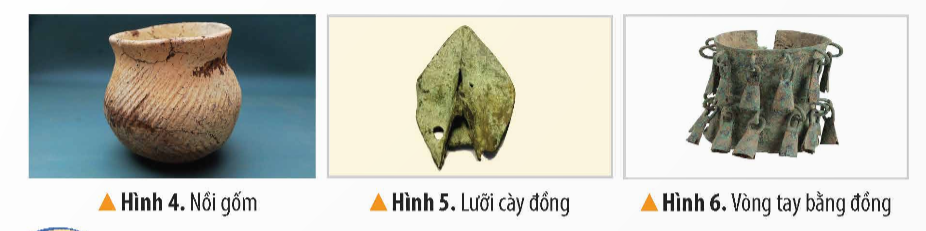 ▲ Hình 4. Nồi gốm
▲ Hình 5. Lưỡi cày đồng
▲ Hình 6. Vòng tay bằng đồng